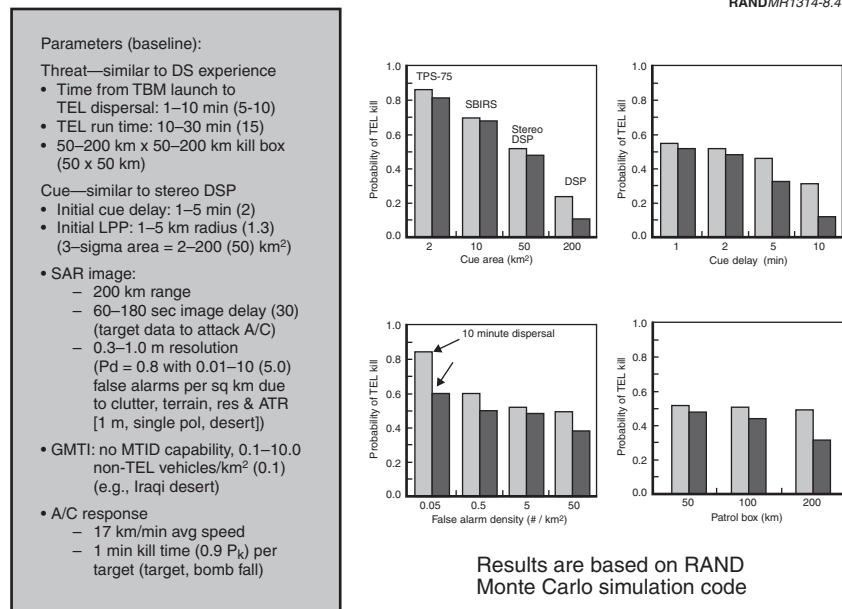 RANDMR1314-8.4
Parameters (baseline):
Threat—similar to DS experience
• Time from TBM launch to
TEL dispersal: 1–10 min (5-10)
• TEL run time: 10–30 min (15)
• 50–200 km x 50–200 km kill box
(50 x 50 km)
Cue—similar to stereo DSP
• Initial cue delay: 1–5 min (2)
• Initial LPP: 1–5 km radius (1.3)
(3–sigma area = 2–200 (50) km²)
• SAR image:
– 200 km range
– 60–180 sec image delay (30)
(target data to attack A/C)
– 0.3–1.0 m resolution
(Pd = 0.8 with 0.01–10 (5.0)
false alarms per sq km due
to clutter, terrain, res & ATR
[1 m, single pol, desert])
• GMTI: no MTID capability, 0.1–10.0
non-TEL vehicles/km² (0.1)
(e.g., Iraqi desert)
• A/C response
– 17 km/min avg speed
– 1 min kill time (0.9 Pk) per
target (target, bomb fall)
Probability of TEL kill
1.0
0.8
0.6
0.4
0.2
0.0
TPS-75
SBIRS
Stereo
DSP
DSP
2 10 50 200
Cue area (km²)
Probability of TEL kill
1.0
0.8
0.6
0.4
0.2
0.0
1 2 5 10
Cue delay (min)
Probability of TEL kill
1.0
0.8
0.6
0.4
0.2
0.0
10 minute dispersal
0.05 0.5 5 50
False alarm density (# / km²)
Probability of TEL kill
1.0
0.8
0.6
0.4
0.2
0.0
50 100 200
Patrol box (km)
Results are based on RAND
Monte Carlo simulation code